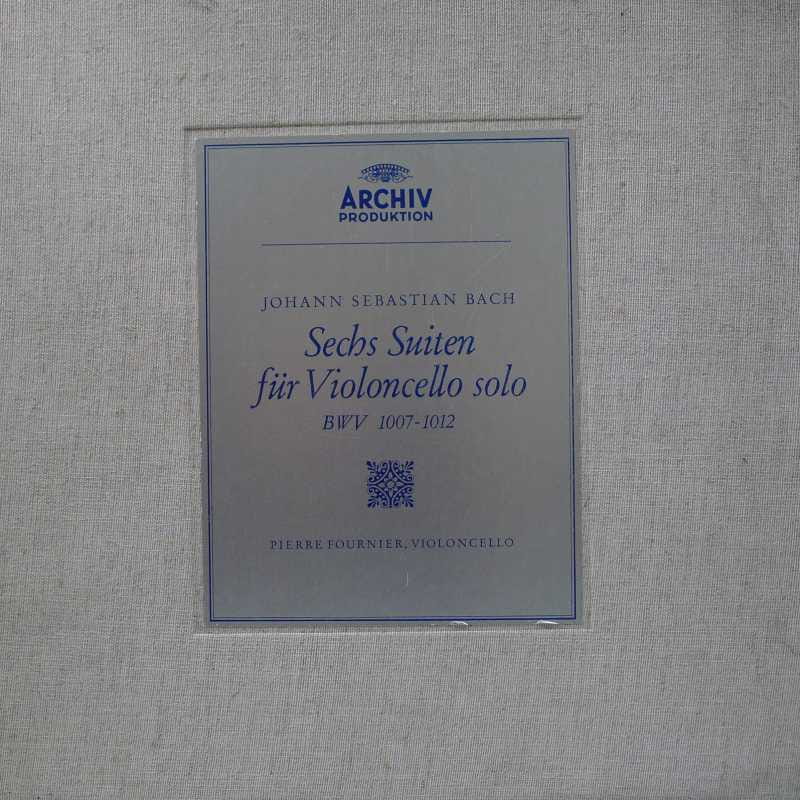 ARCHIV
PRODUKTION
JOHANN SEBASTIAN BACH
Sechs Suiten
für Violoncello solo
BWV 1007-1012
PIERRE FOURNIER, VIOLONCELLO